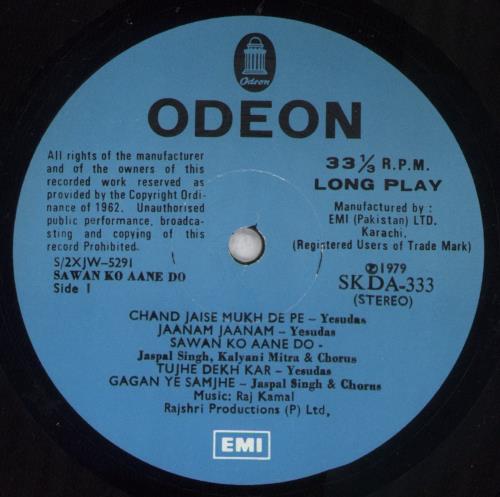 Odeon
ODEON
All rights of the manufacturer
and of the owners of this
recorded work reserved as
provided by the Copyright Ordi-
nance of 1962. Unauthorised
public performance, broadcas-
ting and copying of this
record Prohibited.
33⅓ R.P.M.
LONG PLAY
Manufactured by :
EMI (Pakistan) LTD.
Karachi.
(Registered Users of Trade Mark)
S/2XJW-5291
SAWAN KO AANE DO
Side 1
℗1979
SKDA-333
(STEREO)
CHAND JAISE MUKH DE PE – Yesudas
JAANAM JAANAM – Yesudas
SAWAN KO AANE DO -
Jaspal Singh, Kalyani Mitra & Chorus
TUJHE DEKH KAR – Yesudas
GAGAN YE SAMJHE – Jaspal Singh & Chorus
Music: Raj Kamal
Rajshri Productions (P) Ltd,
EMI